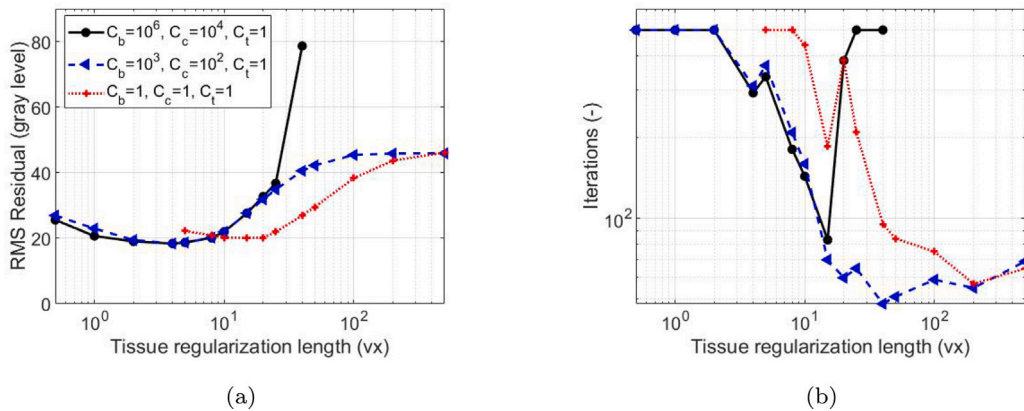 80
60
40
20
0
RMS Residual (gray level)
C_b=10^6, C_c=10^4, C_t=1
C_b=10^3, C_c=10^2, C_t=1
C_b=1, C_c=1, C_t=1
10^0 10^1 10^2
Tissue regularization length (vx)
(a)
Iterations (-)
10^2
10^0 10^1 10^2
Tissue regularization length (vx)
(b)